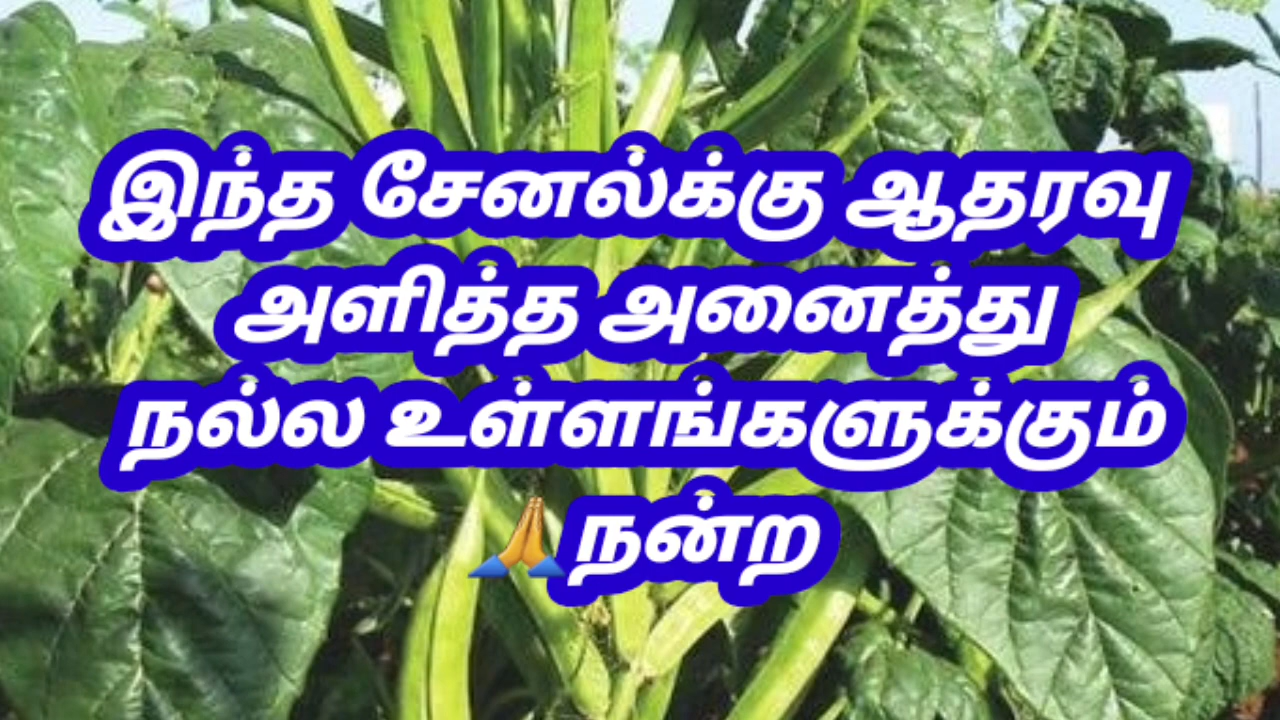 இந்த சேனல்க்கு ஆதரவு
அளித்த அனைத்து
நல்ல உள்ளங்களுக்கும்
🙏நன்ற